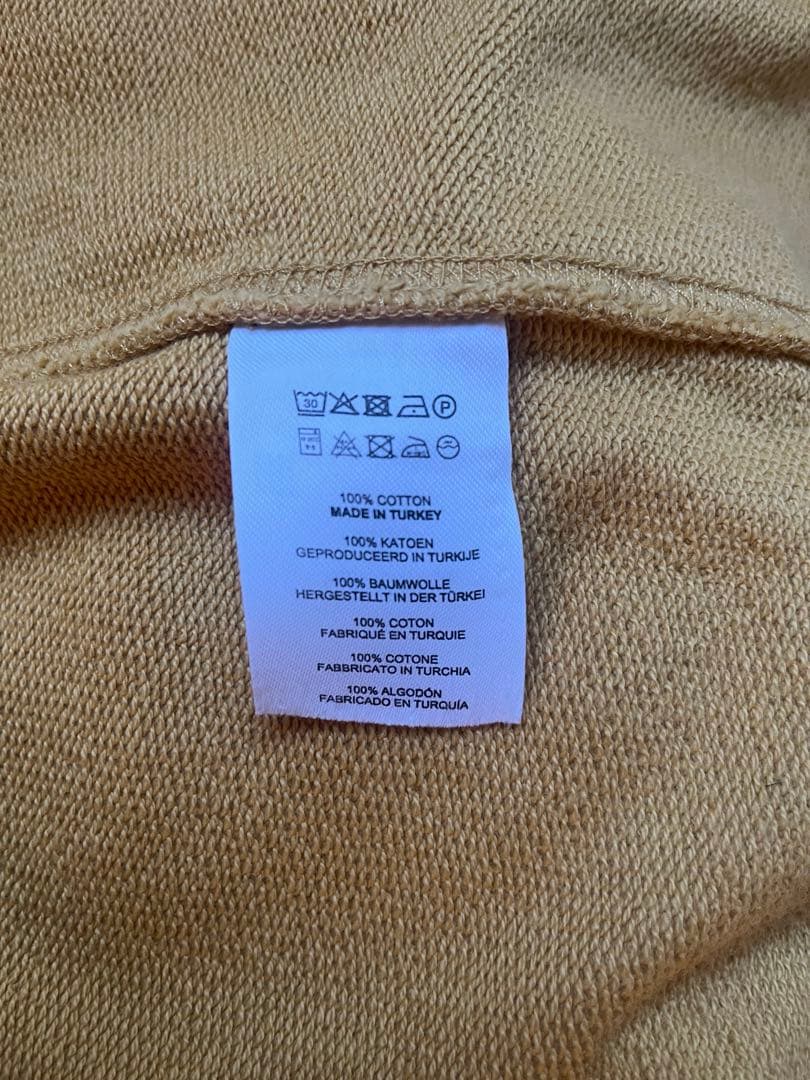 30
P
100% COTTON
MADE IN TURKEY
100% KATOEN
GEPRODUCEERD IN TURKIJE
100% BAUMWOLLE
HERGESTELLT IN DER TÜRKEI
100% COTON
FABRIQUÉ EN TURQUIE
100% COTONE
FABBRICATO IN TURCHIA
100% ALGODÓN
FABRICADO EN TURQUÍA